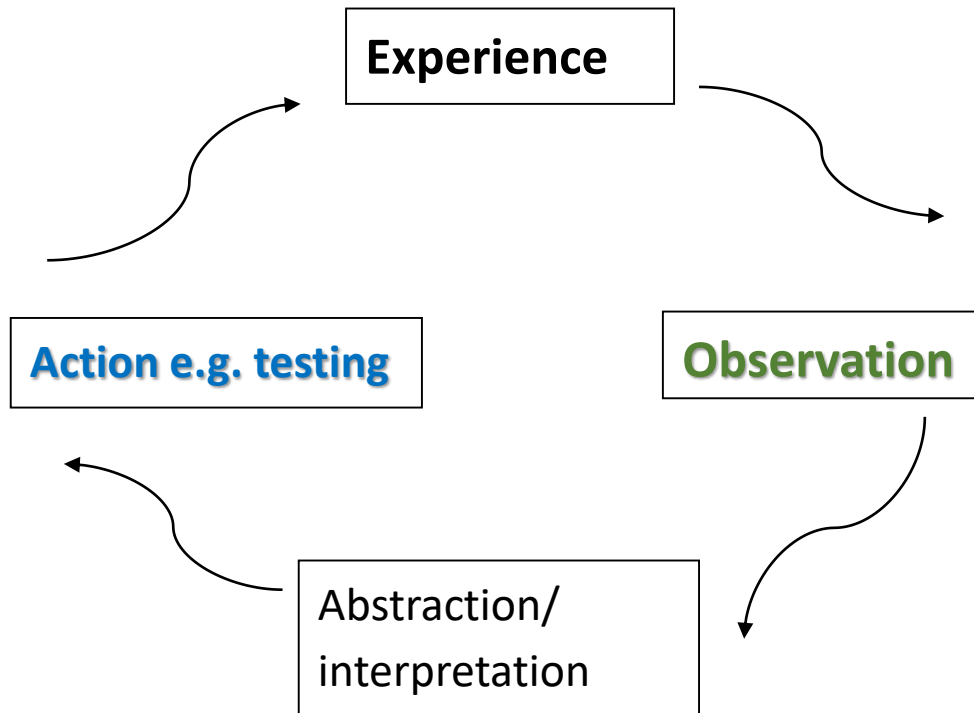 Experience
Action e.g. testing
Observation
Abstraction/
interpretation